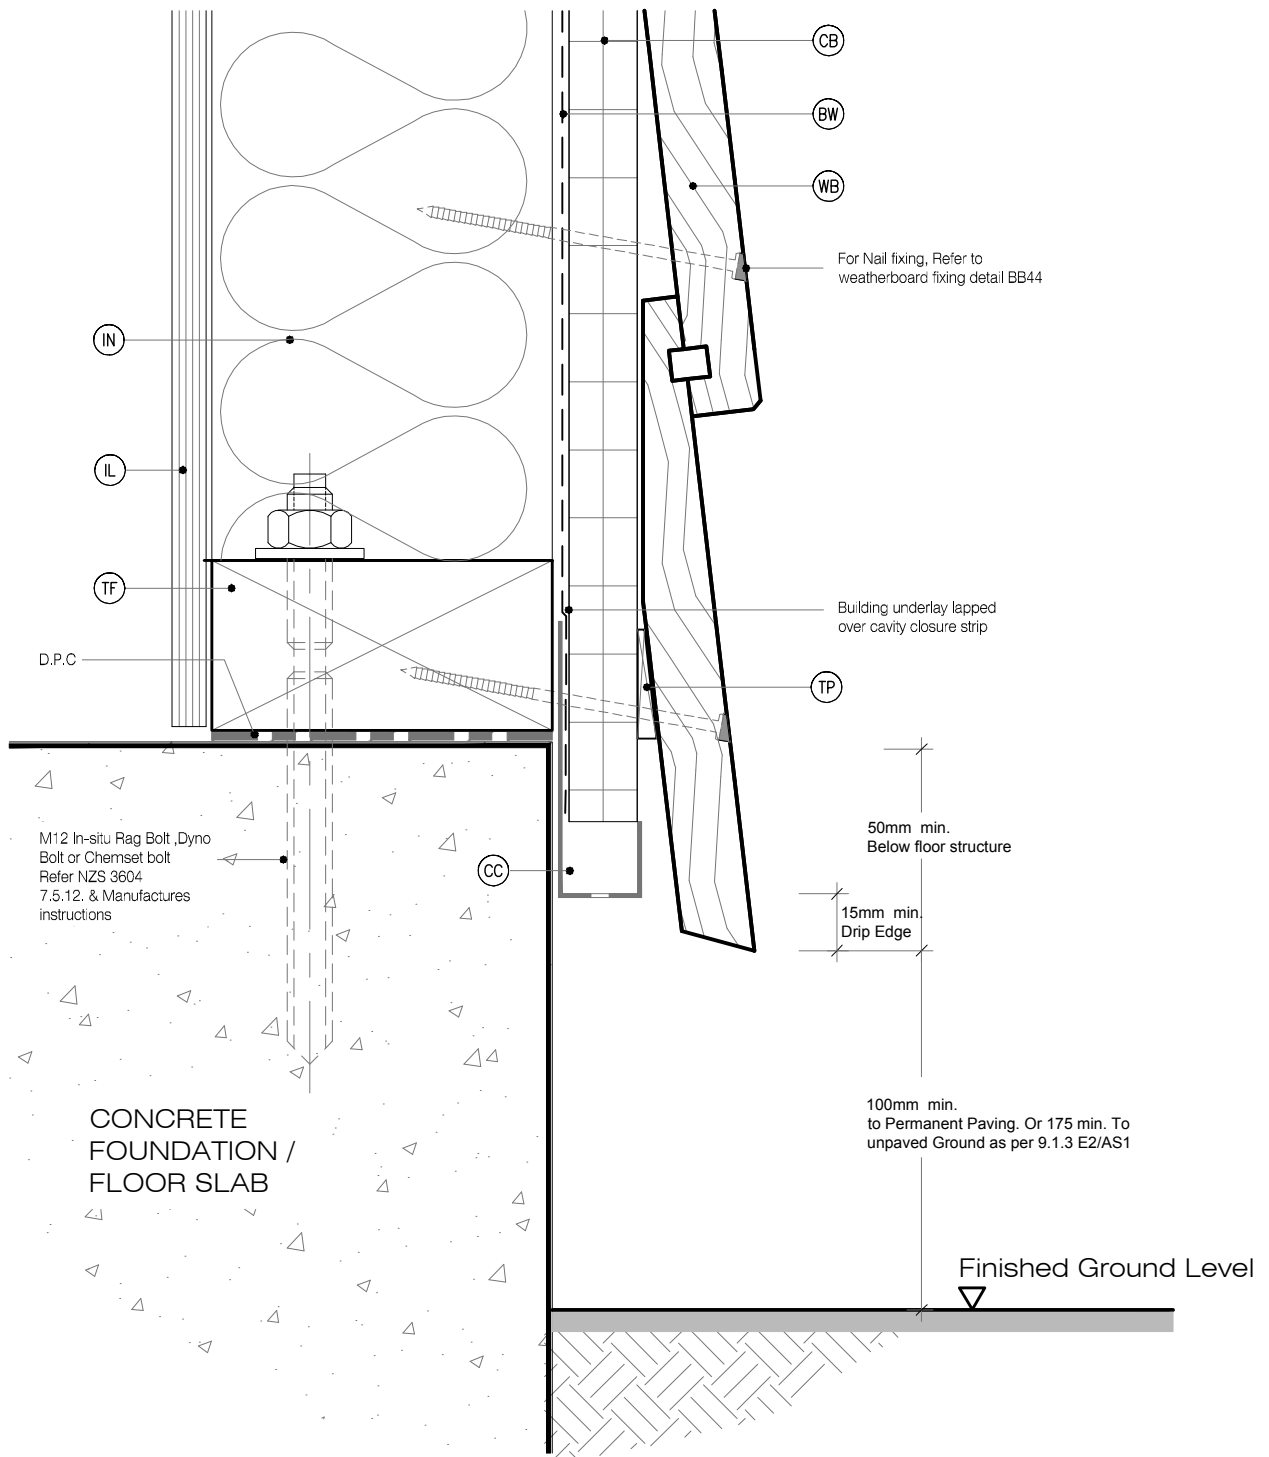 CB
BW
WB
For Nail fixing, Refer to
weatherboard fixing detail BB44
IN
IL
TF
Building underlay lapped
over cavity closure strip
D.P.C
TP
50mm min.
Below floor structure
M12 In-situ Rag Bolt ,Dyno
Bolt or Chemset bolt
Refer NZS 3604
7.5.12. & Manufactures
instructions
CC
15mm min.
Drip Edge
100mm min.
to Permanent Paving. Or 175 min. To
unpaved Ground as per 9.1.3 E2/AS1
CONCRETE
FOUNDATION /
FLOOR SLAB
Finished Ground Level